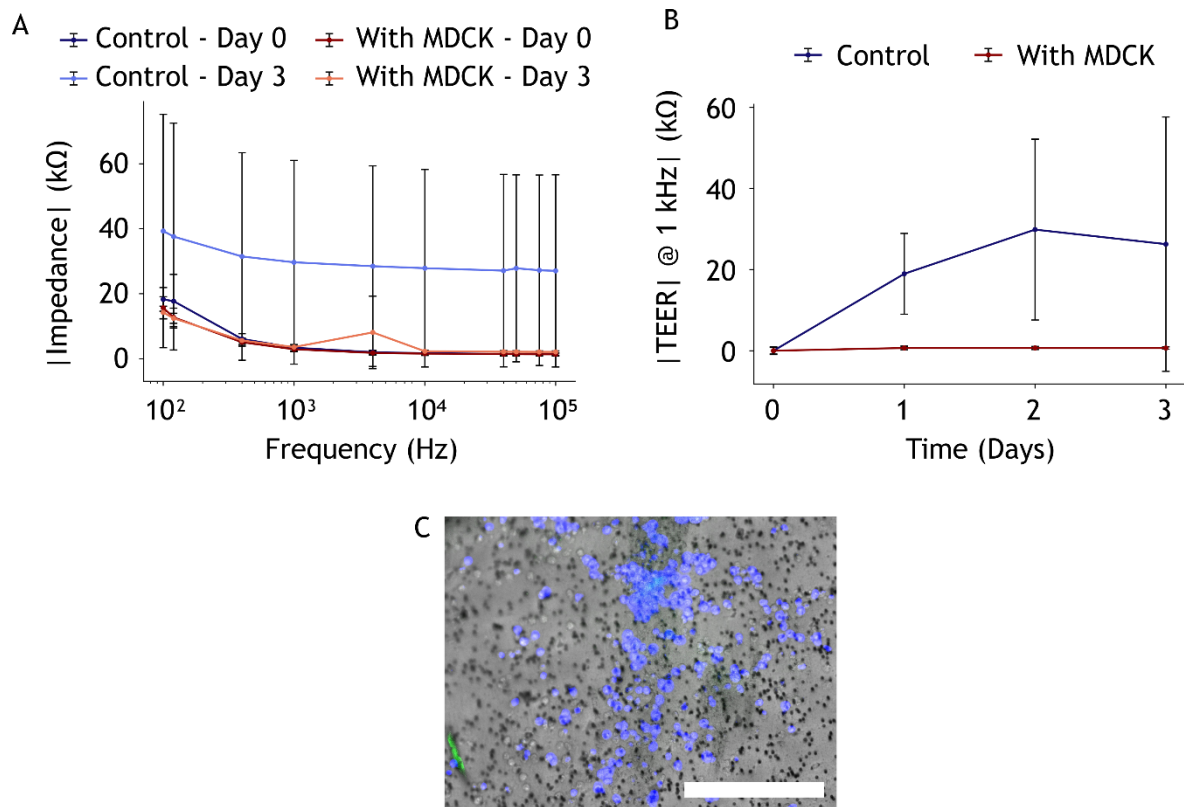 A
Control - Day 0
With MDCK - Day 0
Control - Day 3
With MDCK - Day 3
|Impedance| (kΩ)
60
40
20
0
10²
10³
10⁴
10⁵
Frequency (Hz)
B
Control
With MDCK
|TEER| @ 1 kHz| (kΩ)
60
40
20
0
0
1
2
3
Time (Days)
C